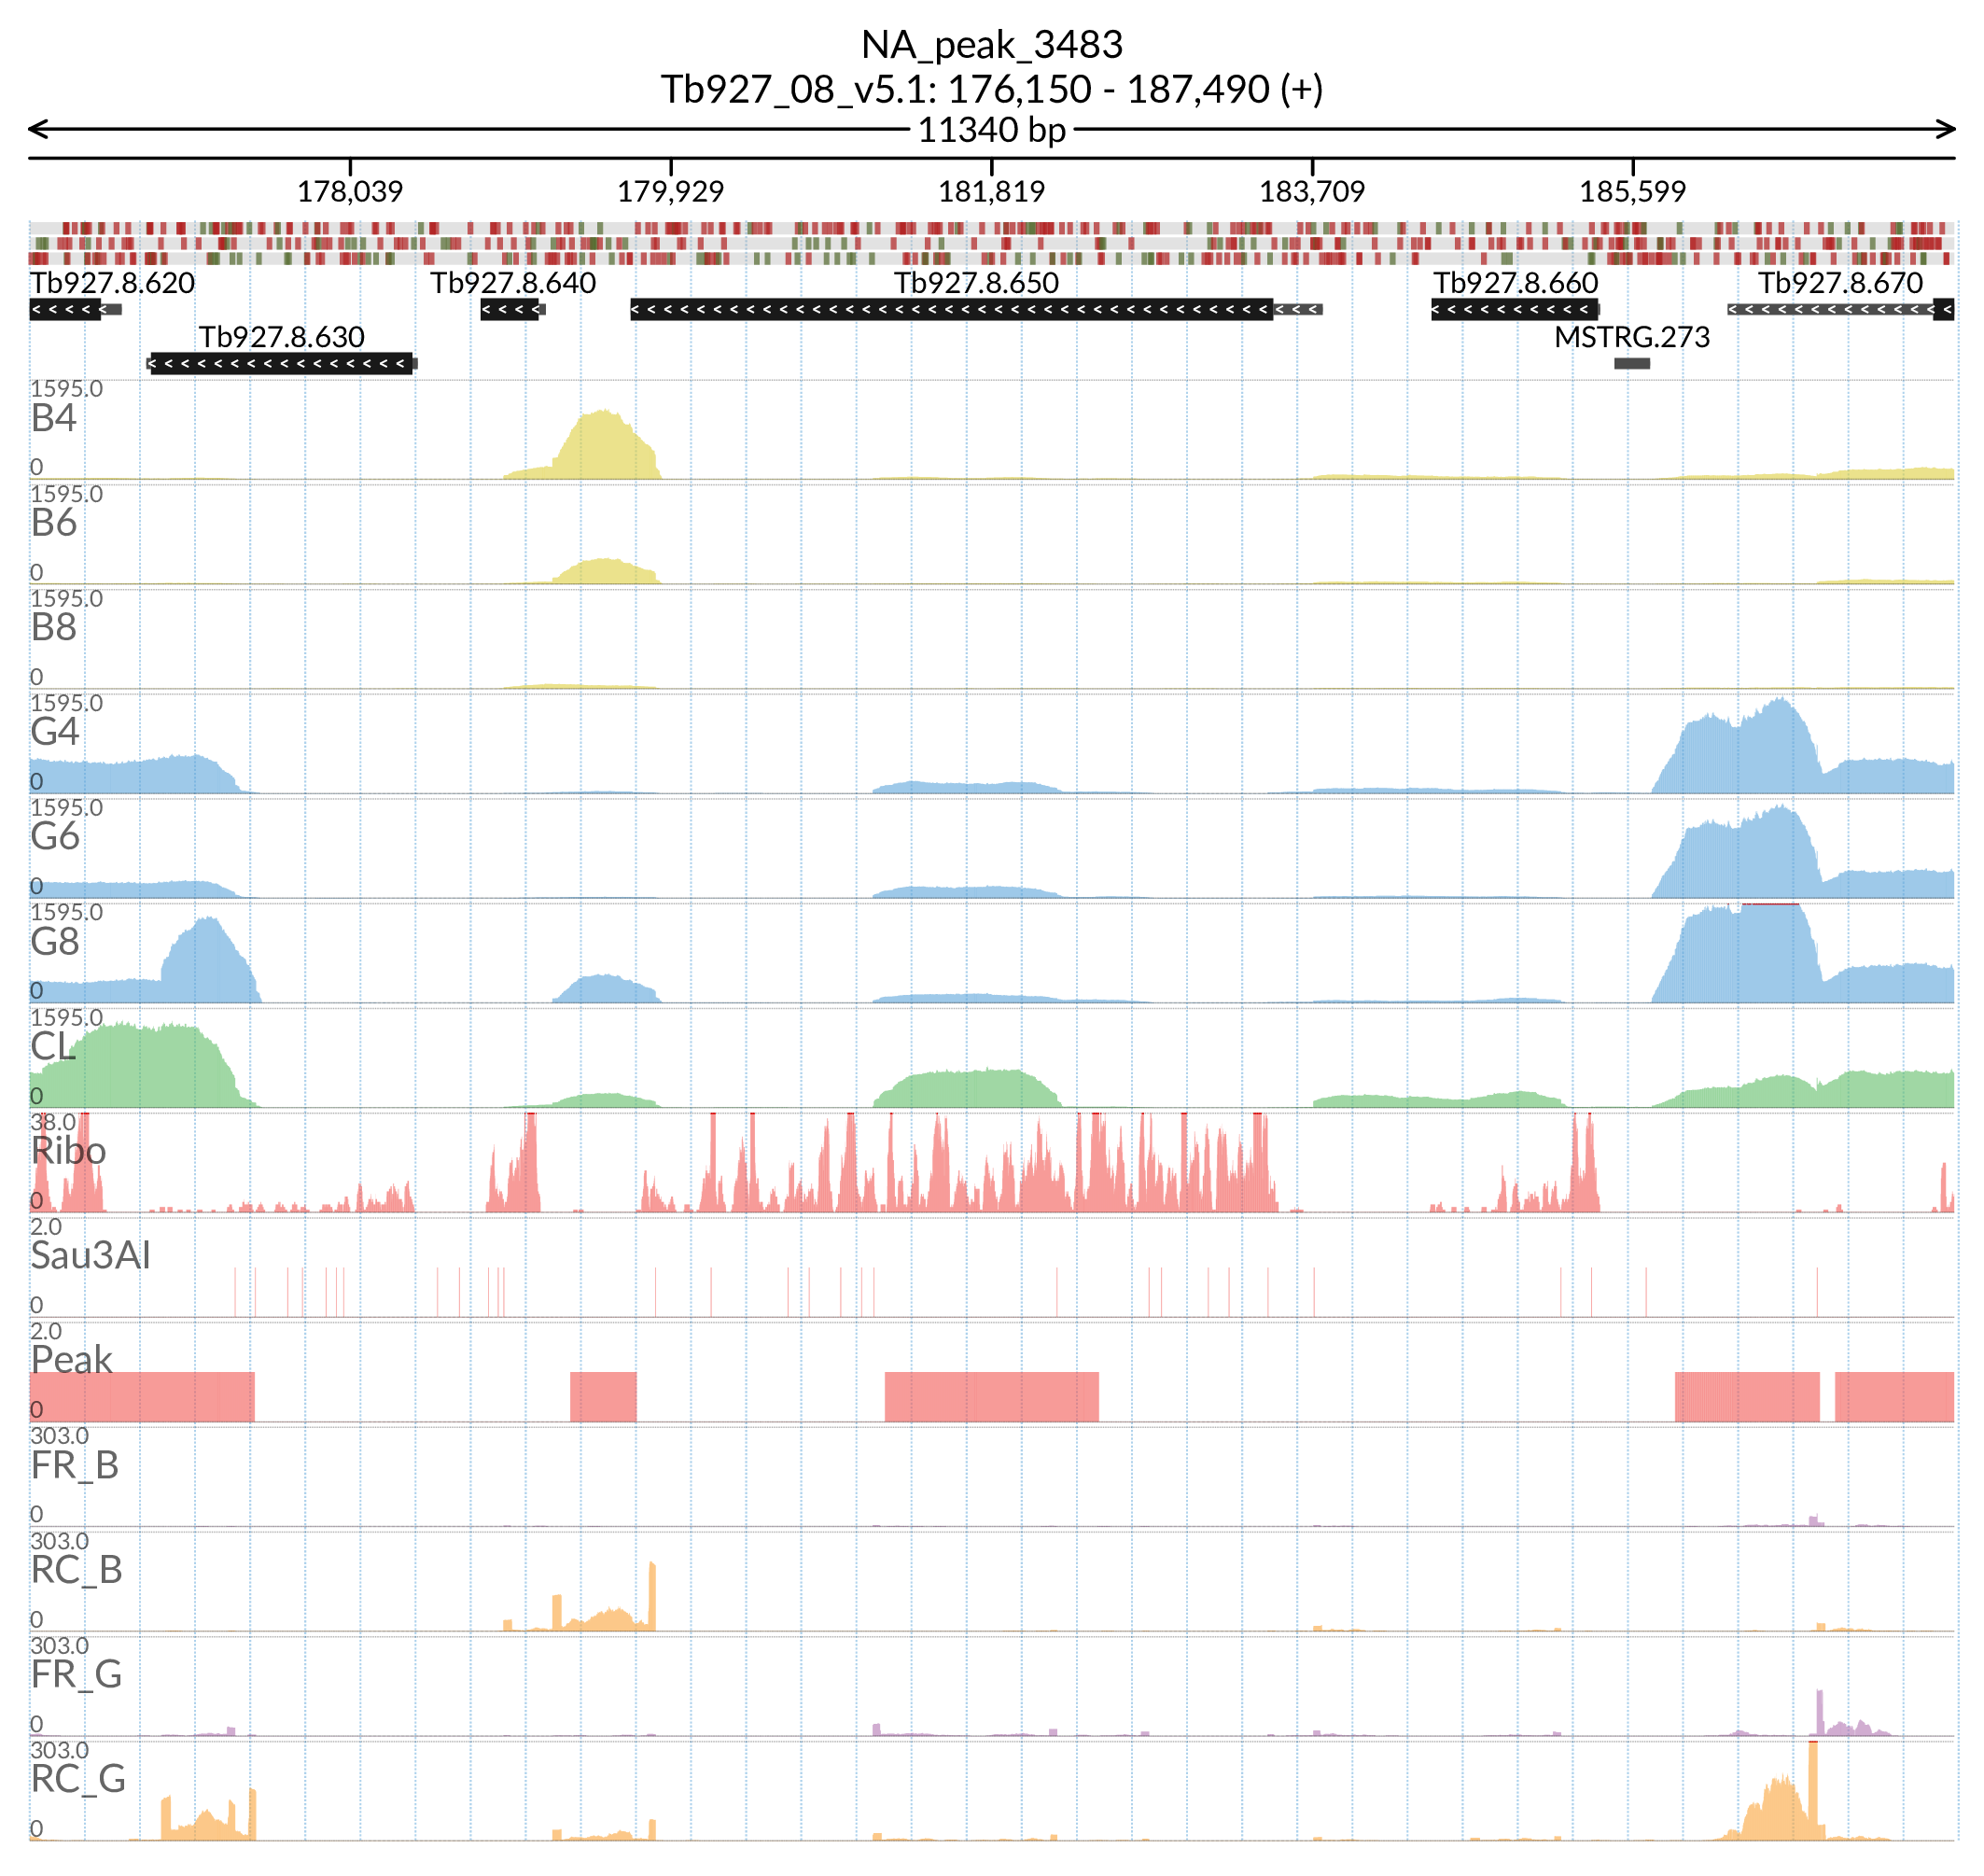 NA_peak_3483
Tb927_08_v5.1: 176,150 - 187,490 (+)
11340 bp
178,039 179,929 181,819 183,709 185,599
Tb927.8.620 Tb927.8.640 Tb927.8.650 Tb927.8.660 Tb927.8.670
Tb927.8.630 MSTRG.273
1595.0
B4
0
1595.0
B6
0
1595.0
B8
0
1595.0
G4
0
1595.0
G6
0
1595.0
G8
0
1595.0
CL
0
38.0
Ribo
0
2.0
Sau3AI
0
2.0
Peak
0
303.0
FR_B
0
303.0
RC_B
0
303.0
FR_G
0
303.0
RC_G
0